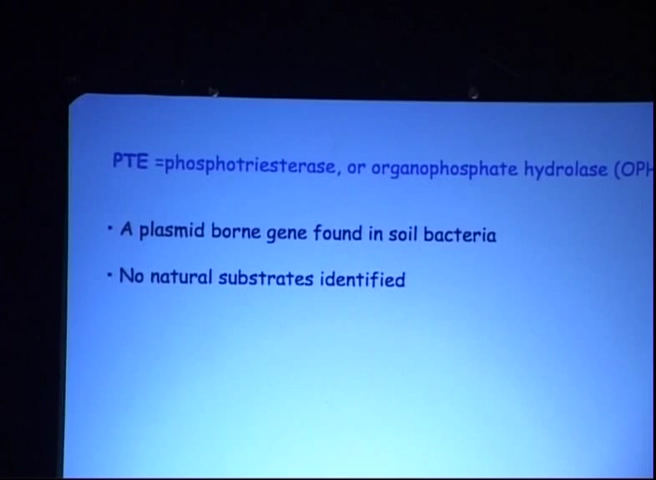 PTE =phosphotriesterase, or organophosphate hydrolase (OPH
• A plasmid borne gene found in soil bacteria
• No natural substrates identified